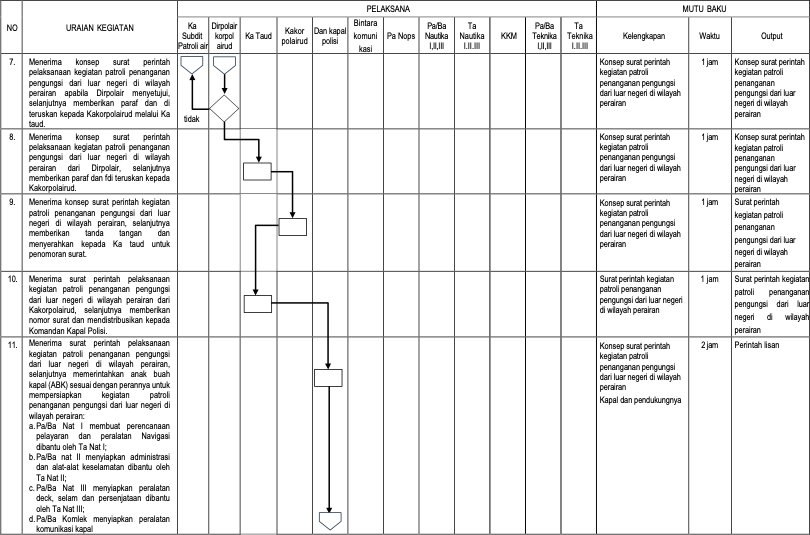 NO
URAIAN KEGIATAN
PELAKSANA
MUTU BAKU
Ka
Subdit
Patroli air
Dirpolair
korpol
airud
Ka Taud
Kakor
polairud
Dan kapal
polisi
Bintara
komuni
kasi
Pa Nops
Pa/Ba
Nautika
I,II,III
Ta
Nautika
I.II.III
KKM
Pa/Ba
Teknika
I,II,III
Ta
Teknika
I.II.III
Kelengkapan
Waktu
Output
7.
Menerima konsep surat perintah
pelaksanaan kegiatan patroli penanganan
pengungsi dari luar negeri di wilayah
perairan apabila Dirpolair menyetujui,
selanjutnya memberikan paraf dan di
teruskan kepada Kakorpolairud melalui Ka
taud.
tidak
Konsep surat perintah
kegiatan patroli
penanganan pengungsi
dari luar negeri di wilayah
perairan
1 jam
Konsep surat perintah
kegiatan patroli
penanganan
pengungsi dari luar
negeri di wilayah
perairan
8.
Menerima konsep surat perintah
pelaksanaan kegiatan patroli penanganan
pengungsi dari luar negeri di wilayah
perairan dari Dirpolair, selanjutnya
memberikan paraf dan fdi teruskan kepada
Kakorpolairud.
Konsep surat perintah
kegiatan patroli
penanganan pengungsi
dari luar negeri di wilayah
perairan
1 jam
Konsep surat perintah
kegiatan patroli
penanganan
pengungsi dari luar
negeri di wilayah
perairan
9.
Menerima konsep surat perintah kegiatan
patroli penanganan pengungsi dari luar
negeri di wilayah perairan, selanjutnya
memberikan tanda tangan dan
menyerahkan kepada Ka taud untuk
penomoran surat.
Konsep surat perintah
kegiatan patroli
penanganan pengungsi
dari luar negeri di wilayah
perairan
1 jam
Surat perintah
kegiatan patroli
penanganan
pengungsi dari luar
negeri di wilayah
perairan
10.
Menerima surat perintah pelaksanaan
kegiatan patroli penanganan pengungsi
dari luar negeri di wilayah perairan dari
Kakorpolairud, selanjutnya memberikan
nomor surat dan mendistribusikan kepada
Komandan Kapal Polisi.
Surat perintah kegiatan
patroli penanganan
pengungsi dari luar negeri
di wilayah perairan
1 jam
Surat perintah kegiatan
patroli penanganan
pengungsi dari luar
negeri di wilayah
perairan
11.
Menerima surat perintah pelaksanaan
kegiatan patroli penanganan pengungsi
dari luar negeri di wilayah perairan,
selanjutnya memerintahkan anak buah
kapal (ABK) sesuai dengan perannya untuk
mempersiapkan kegiatan patroli
penanganan pengungsi dari luar negeri di
wilayah perairan:
a. Pa/Ba Nat I membuat perencanaan
pelayaran dan peralatan Navigasi
dibantu oleh Ta Nat I;
b. Pa/Ba nat II menyiapkan administrasi
dan alat-alat keselamatan dibantu oleh
Ta Nat II;
c. Pa/Ba Nat III menyiapkan peralatan
deck, selam dan persenjataan dibantu
oleh Ta Nat III;
d. Pa/Ba Komlek menyiapkan peralatan
komunikasi kapal
Konsep surat perintah
kegiatan patroli
penanganan pengungsi
dari luar negeri di wilayah
perairan
Kapal dan pendukungnya
2 jam
Perintah lisan